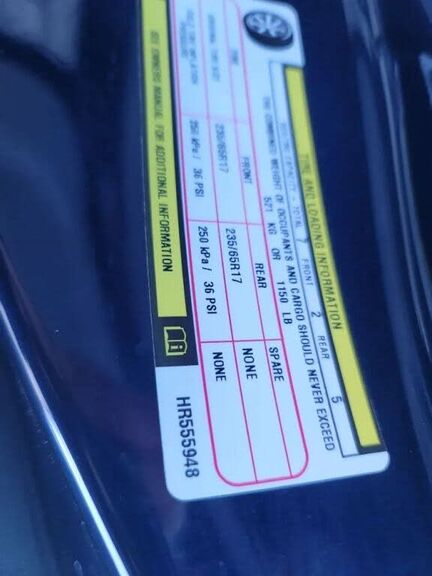 TIRE AND LOADING INFORMATION
SEATING CAPACITY TOTAL 7 FRONT 2 REAR 5
THE COMBINED WEIGHT OF OCCUPANTS AND CARGO SHOULD NEVER EXCEED
521 KG OR 1150 LB
TIRE FRONT REAR SPARE
ORIGINAL TIRE SIZE 235/65R17 235/65R17 NONE
COLD TIRE INFLATION PRESSURE 250 kPa / 36 PSI 250 kPa / 36 PSI NONE
SEE OWNERS MANUAL FOR ADDITIONAL INFORMATION
HR555948